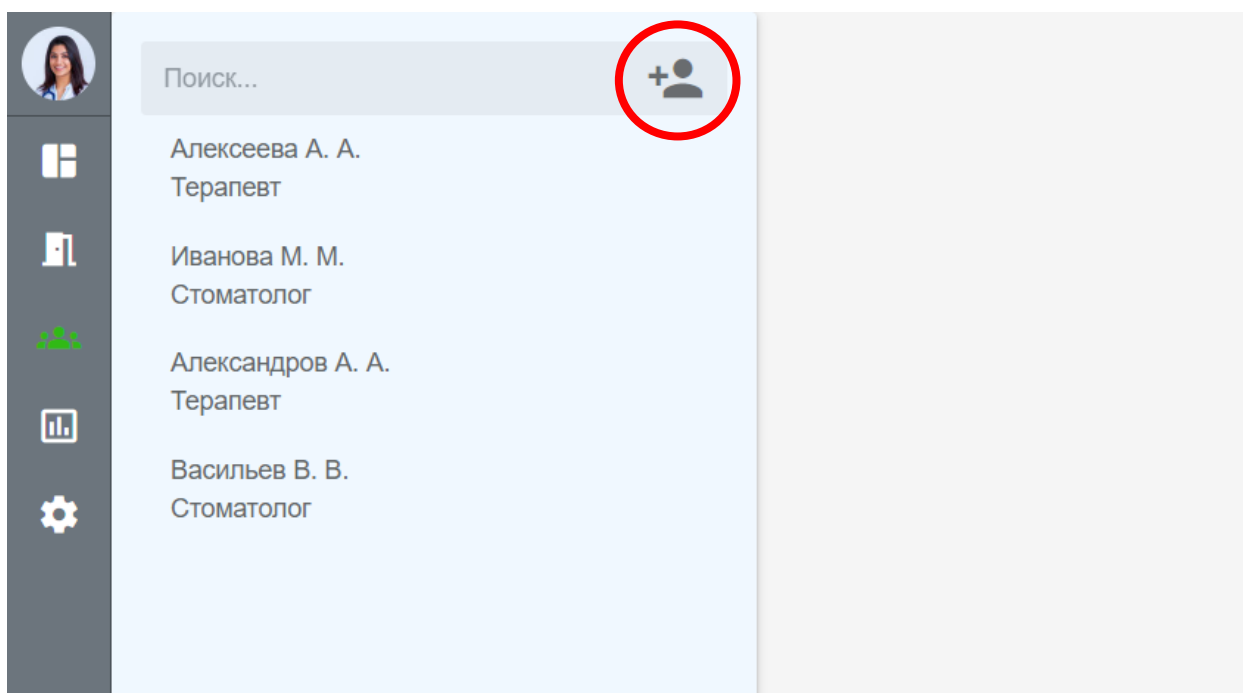 Поиск...
Алексеева А. А.
Терапевт
Иванова М. М.
Стоматолог
Александров А. А.
Терапевт
Васильев В. В.
Стоматолог